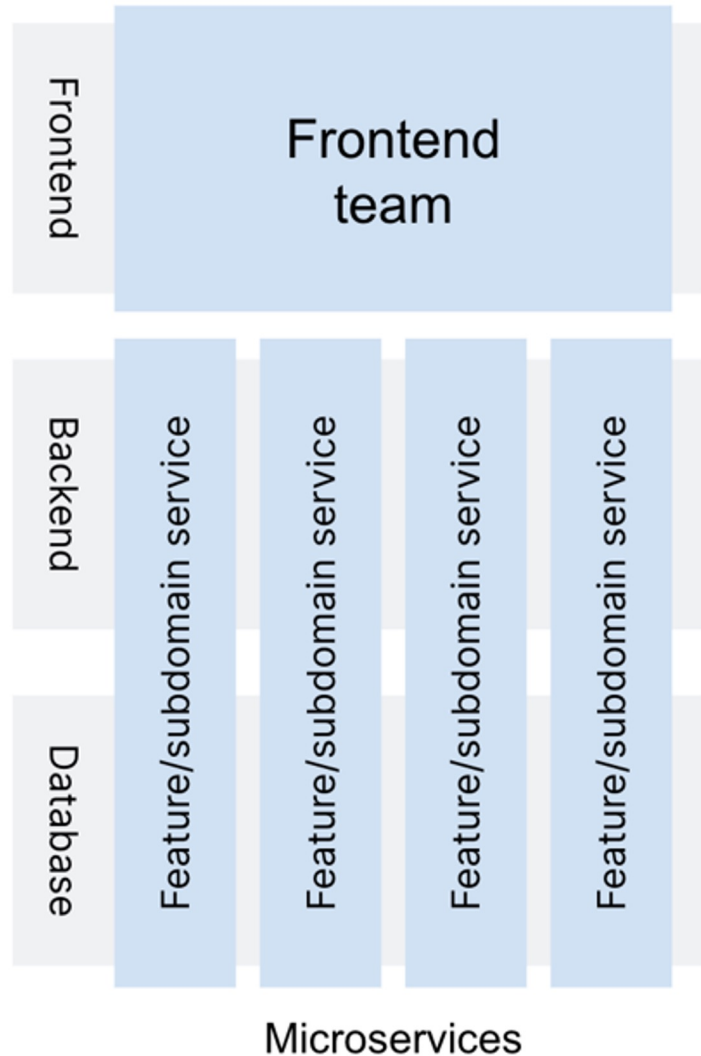 Frontend
Frontend
team
Backend
Database
Feature/subdomain service
Feature/subdomain service
Feature/subdomain service
Feature/subdomain service
Microservices